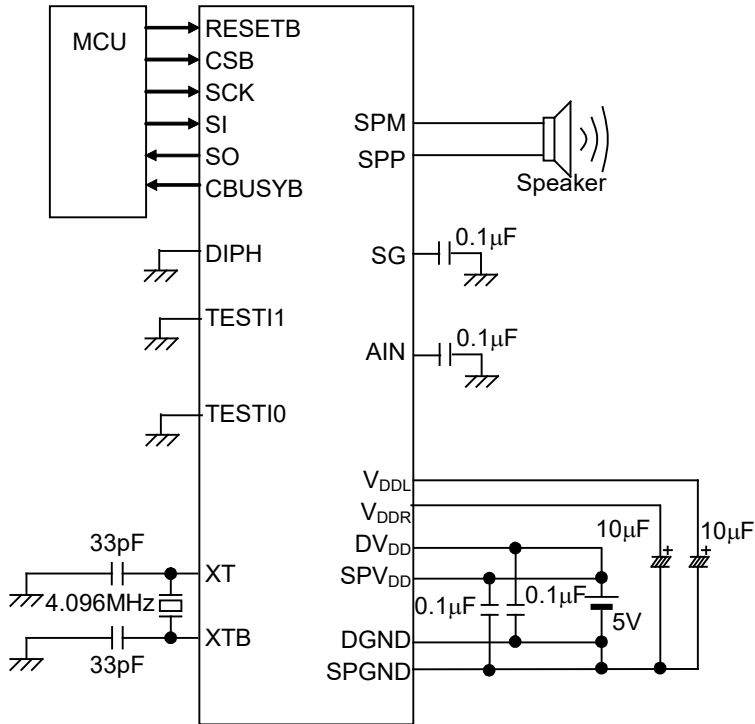 MCU
RESETB
CSB
SCK
SI
SO
CBUSYB
DIPH
TESTI1
TESTI0
33pF
XT
4.096MHz
XTB
33pF
SPM
SPP
Speaker
SG
0.1μF
AIN
0.1μF
VDDL
VDDR
DVDD
SPVDD
DGND
SPGND
0.1μF
0.1μF
5V
10μF
10μF